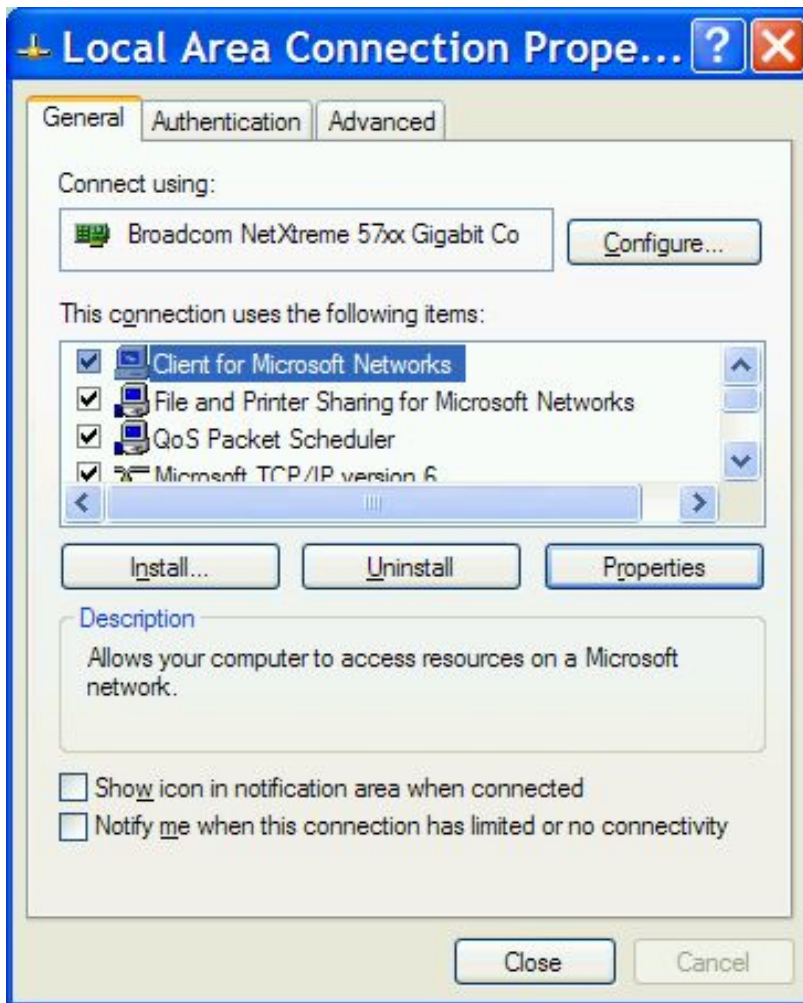 Local Area Connection Prope...
General Authentication Advanced
Connect using:
Broadcom NetXtreme 57xx Gigabit Co
Configure...
This connection uses the following items:
Client for Microsoft Networks
File and Printer Sharing for Microsoft Networks
QoS Packet Scheduler
Microsoft TCP/IP version 6
Install... Uninstall Properties
Description
Allows your computer to access resources on a Microsoft
network.
Show icon in notification area when connected
Notify me when this connection has limited or no connectivity
Close Cancel